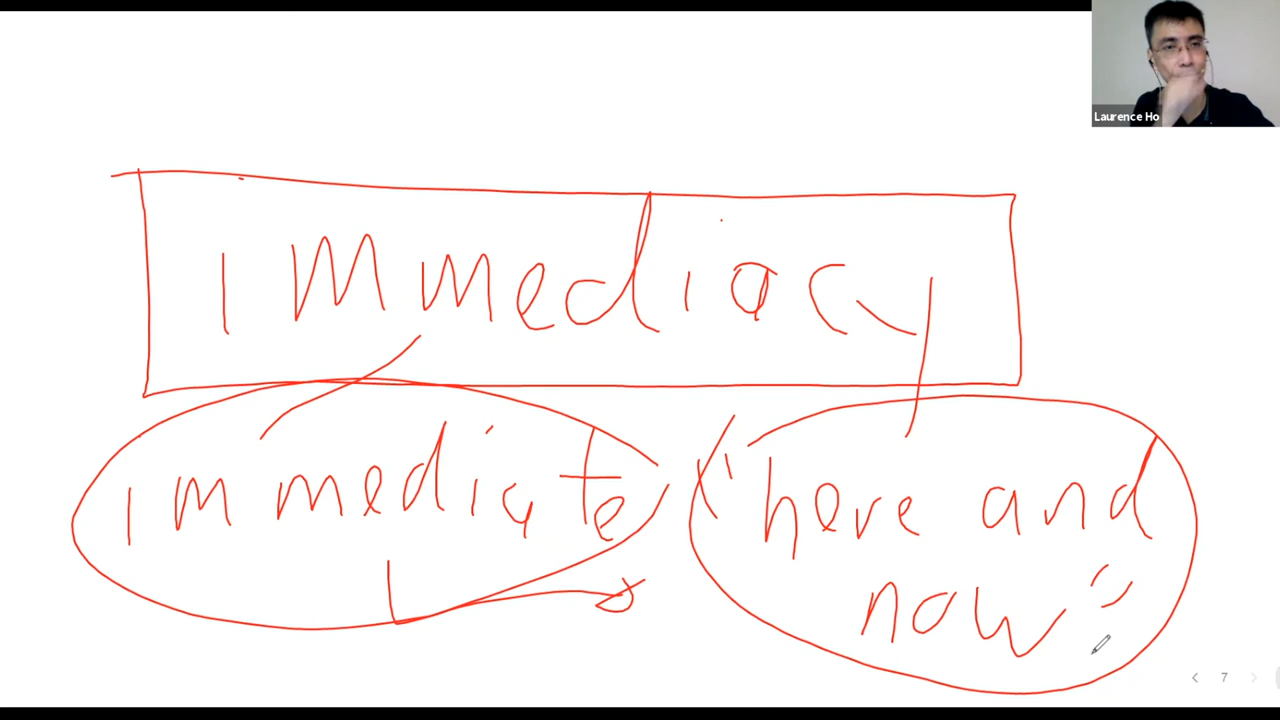 Laurence Ho
immediacy
immediate
"here and
now"
7